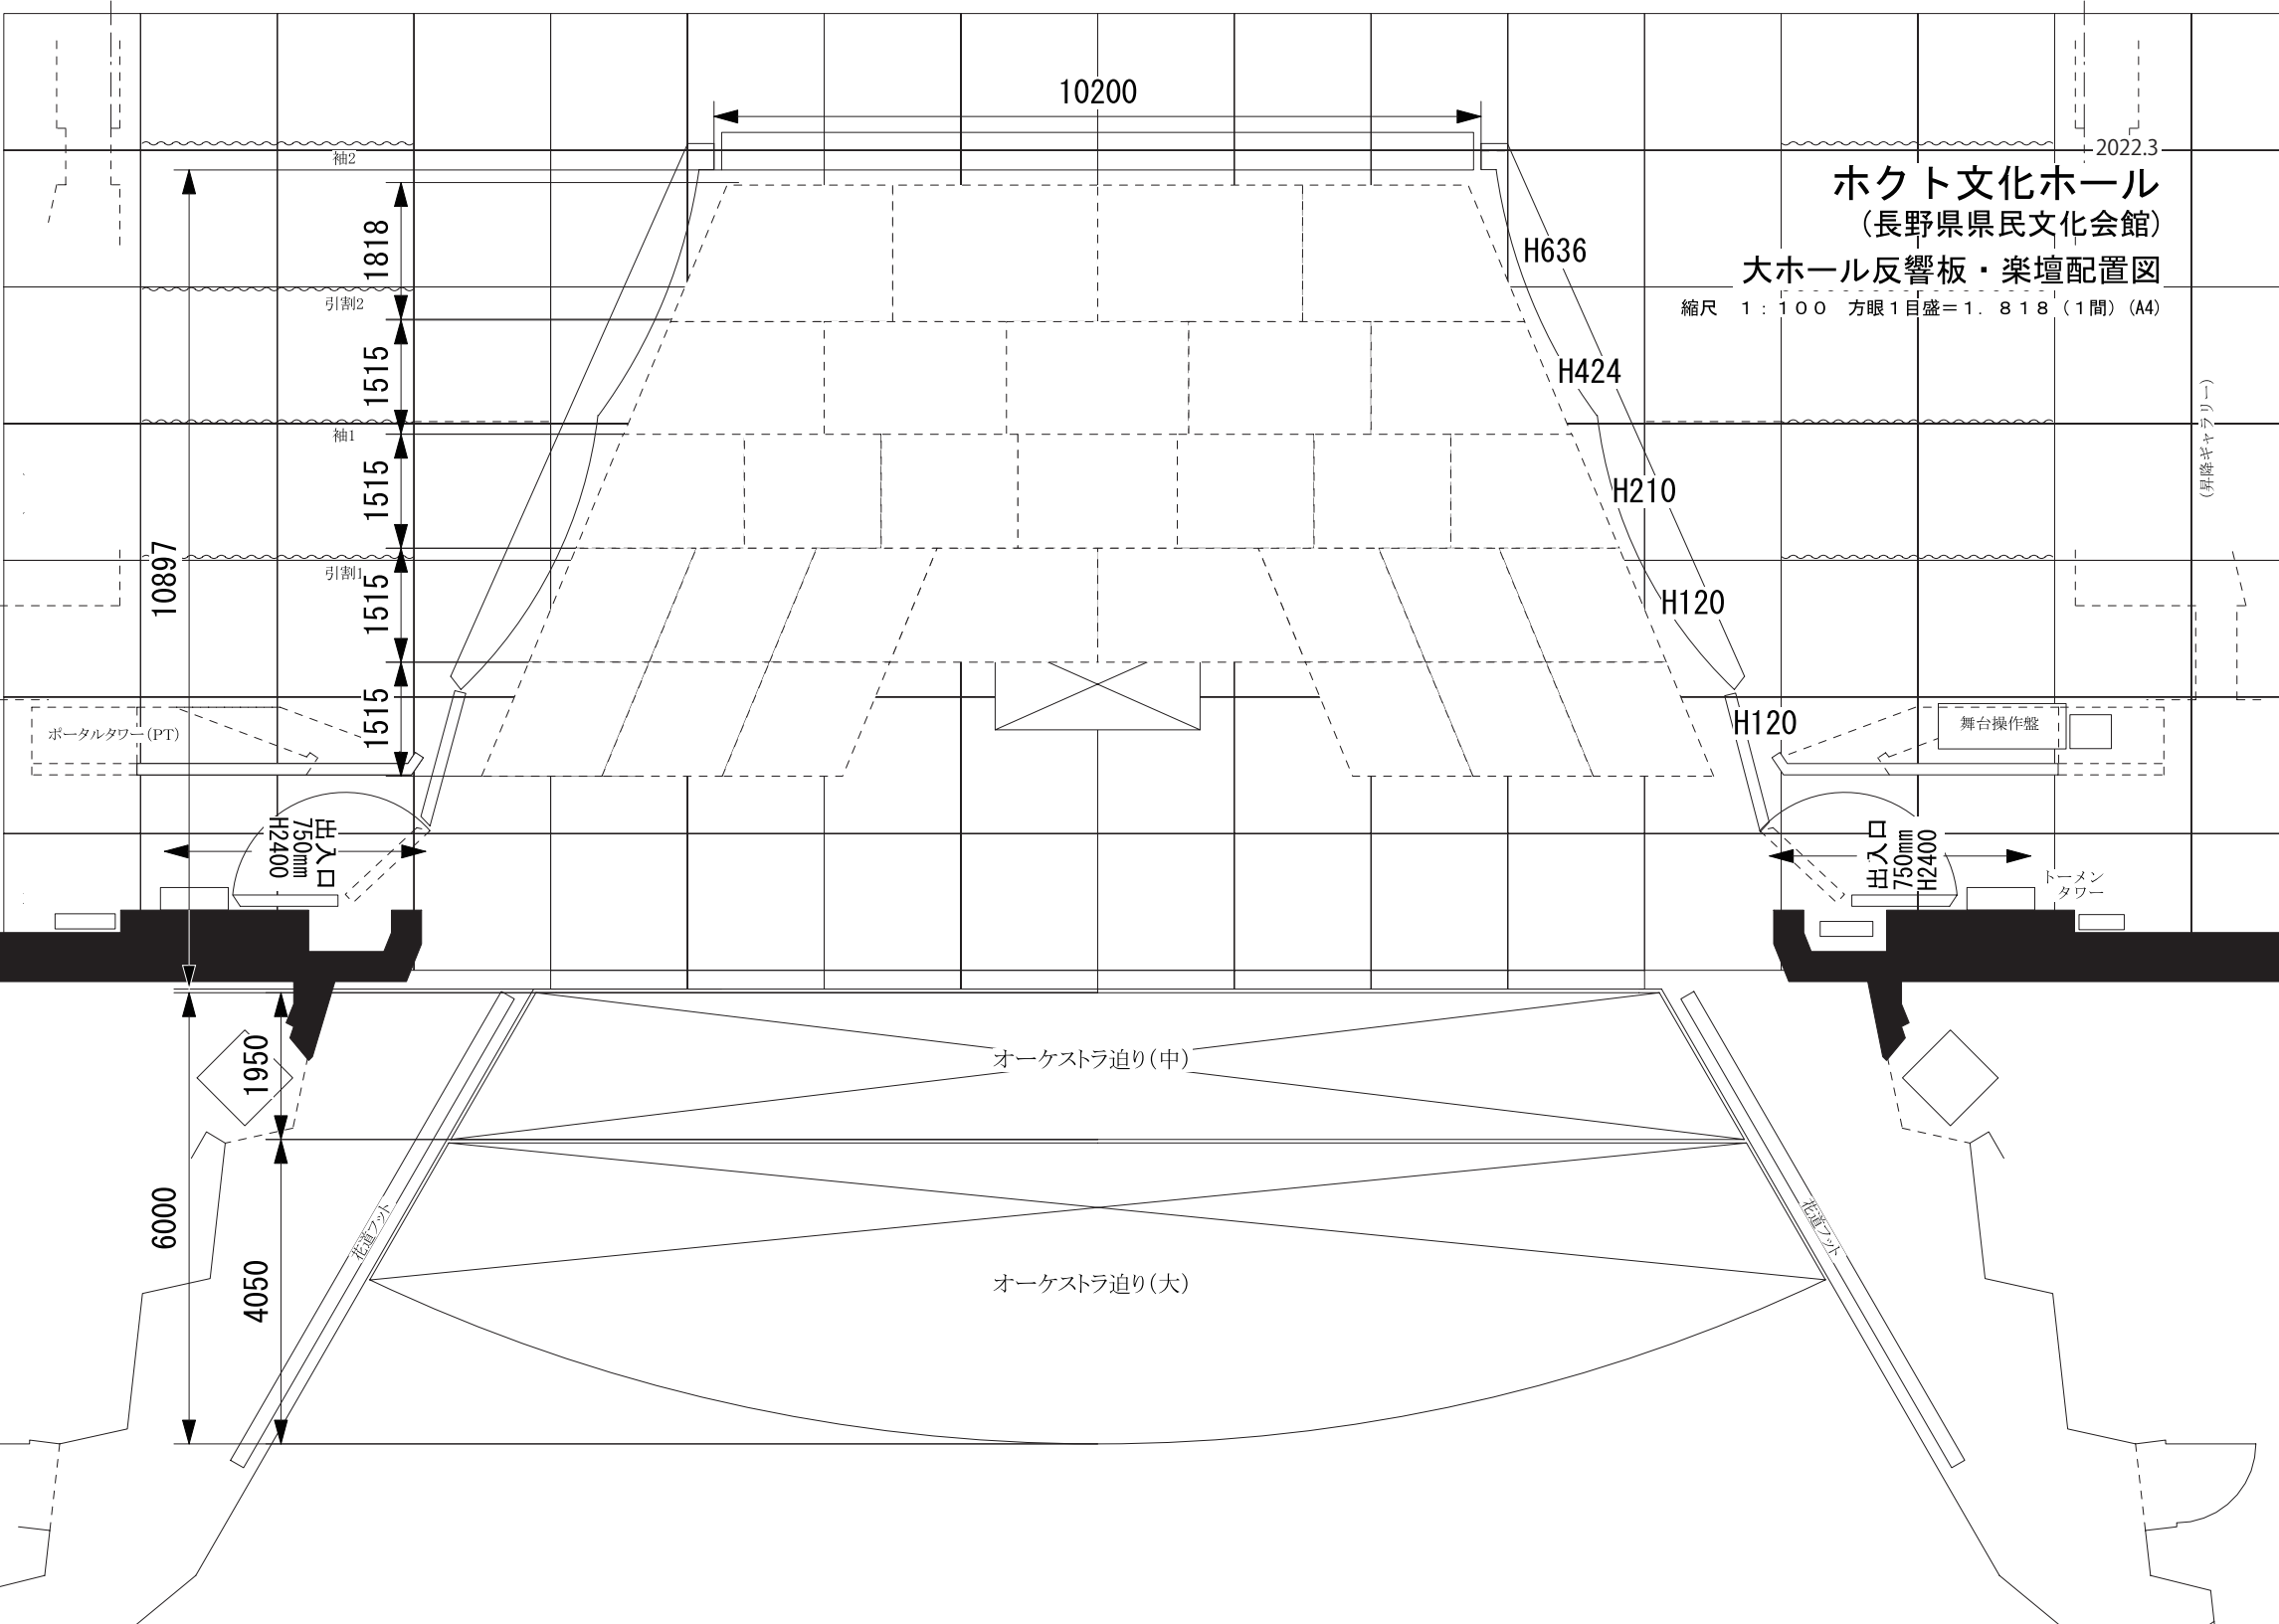 10200
袖2
2022.3
ホクト文化ホール
(長野県県民文化会館)
大ホール反響板・楽壇配置図
縮尺　1:100　方眼1目盛=1.818(1間)(A4)
1818
引割2
H636
1515
H424
袖1
(昇降ギャラリー)
1515
H210
10897
引割1
1515
H120
1515
H120
ポータルタワー(PT)
舞台操作盤
出入口
750mm
H2400
出入口
750mm
H2400
トーメン
タワー
1950
オーケストラ迫り(中)
6000
花道フット
花道フット
4050
オーケストラ迫り(大)